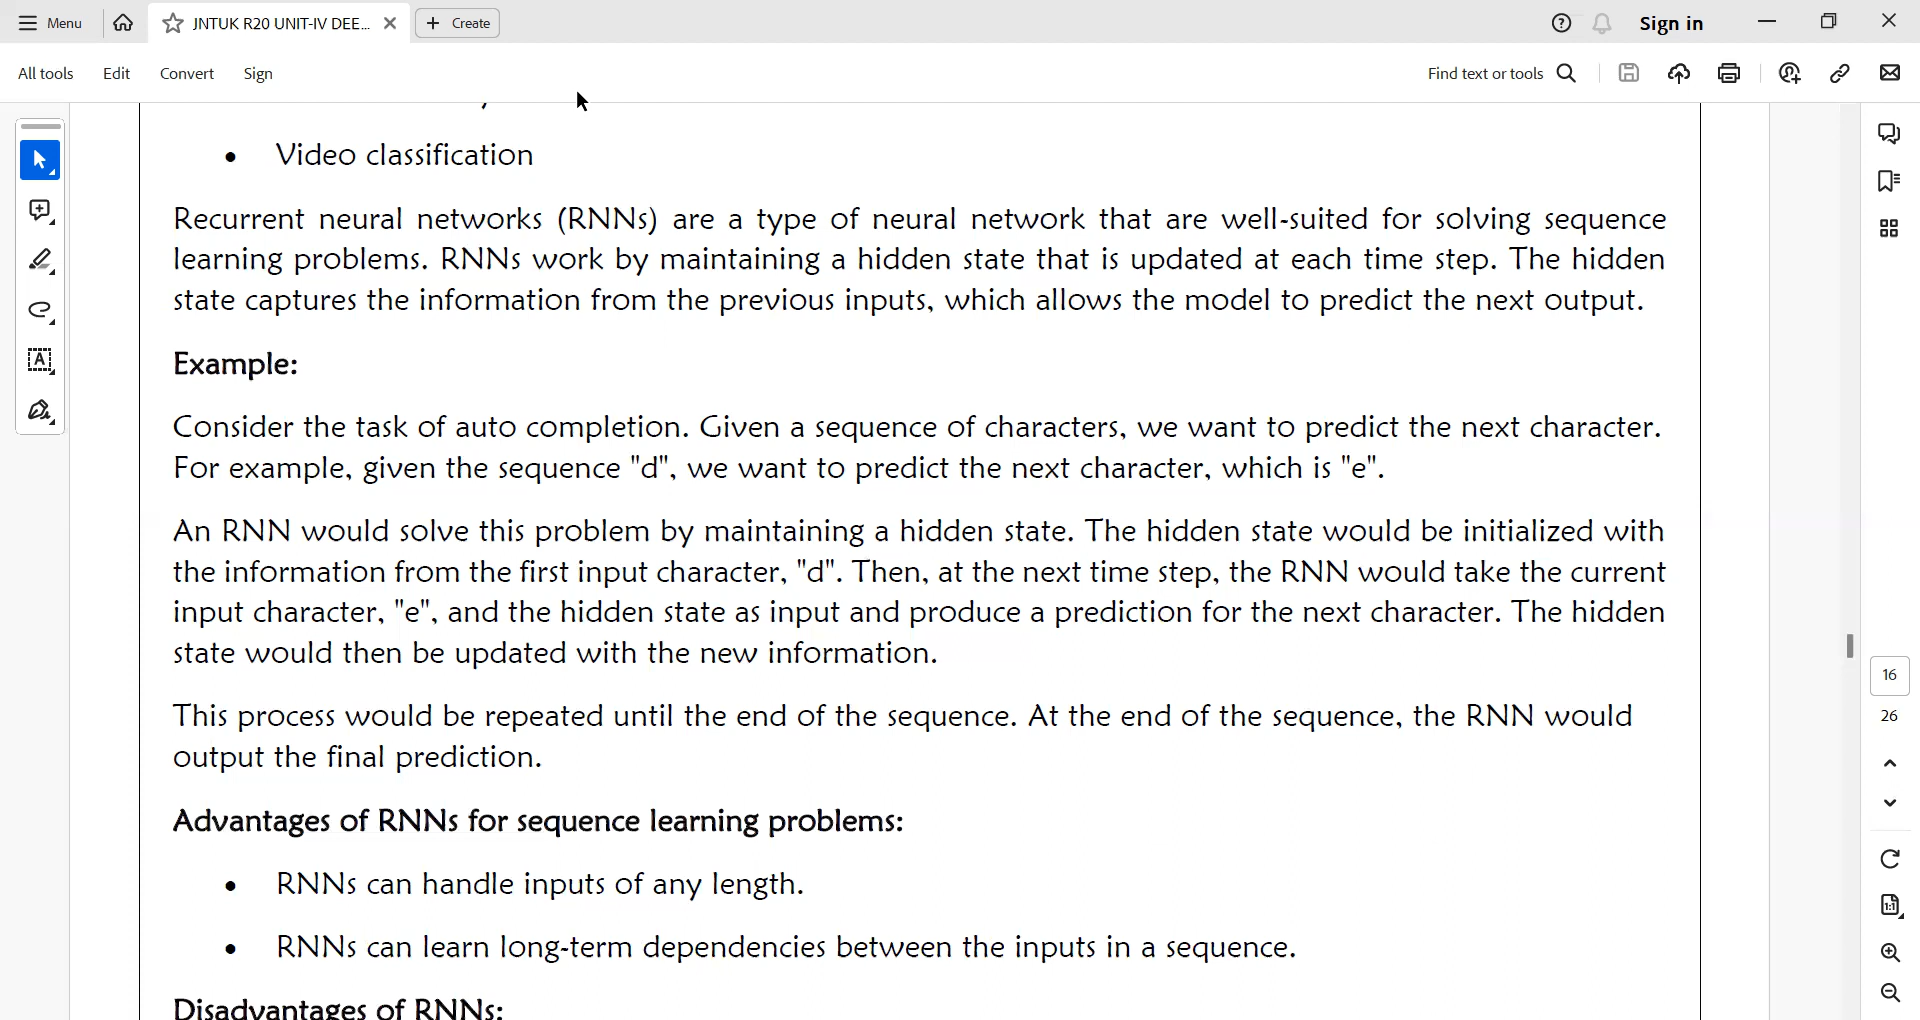 Menu
JNTUK R20 UNIT-IV DEE...
Create
Sign in
All tools
Edit
Convert
Sign
Find text or tools
• Video classification
Recurrent neural networks (RNNs) are a type of neural network that are well-suited for solving sequence
learning problems. RNNs work by maintaining a hidden state that is updated at each time step. The hidden
state captures the information from the previous inputs, which allows the model to predict the next output.
Example:
Consider the task of auto completion. Given a sequence of characters, we want to predict the next character.
For example, given the sequence "d", we want to predict the next character, which is "e".
An RNN would solve this problem by maintaining a hidden state. The hidden state would be initialized with
the information from the first input character, "d". Then, at the next time step, the RNN would take the current
input character, "e", and the hidden state as input and produce a prediction for the next character. The hidden
state would then be updated with the new information.
This process would be repeated until the end of the sequence. At the end of the sequence, the RNN would
output the final prediction.
Advantages of RNNs for sequence learning problems:
• RNNs can handle inputs of any length.
• RNNs can learn long-term dependencies between the inputs in a sequence.
Disadvantages of RNNs:
16
26